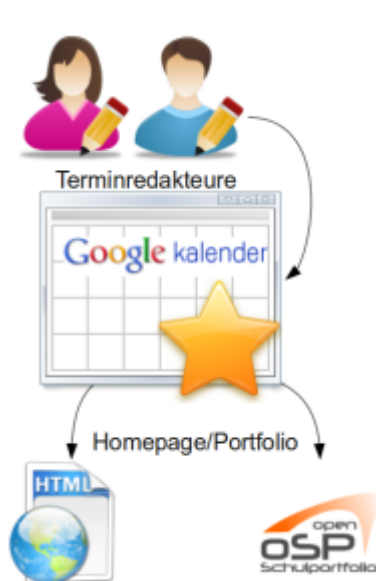 Terminredakteure
Google kalender
Homepage/Portfolio
HTML
open
OSP
Schulportfolio